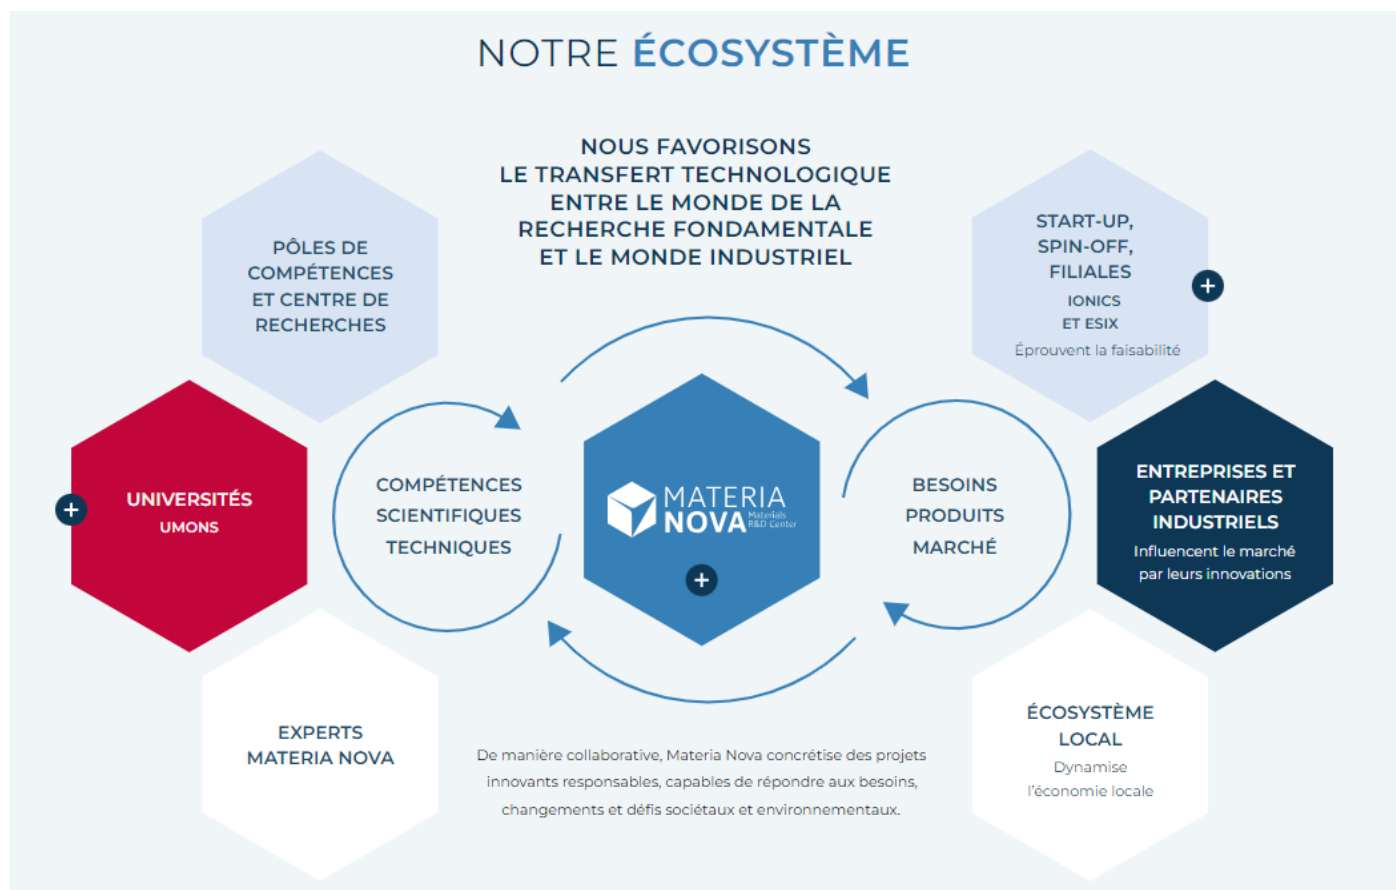 NOTRE ÉCOSYSTÈME
NOUS FAVORISONS
LE TRANSFERT TECHNOLOGIQUE
ENTRE LE MONDE DE LA
RECHERCHE FONDAMENTALE
ET LE MONDE INDUSTRIEL
PÔLES DE
COMPÉTENCES
ET CENTRE DE
RECHERCHES
START-UP,
SPIN-OFF,
FILIALES
IONICS
ET ESIX
Éprouvent la faisabilité
+
UNIVERSITÉS
UMONS
+
COMPÉTENCES
SCIENTIFIQUES
TECHNIQUES
MATERIA
NOVA
Materials
R&D Center
+
BESOINS
PRODUITS
MARCHÉ
ENTREPRISES ET
PARTENAIRES
INDUSTRIELS
Influencent le marché
par leurs innovations
EXPERTS
MATERIA NOVA
De manière collaborative, Materia Nova concrétise des projets
innovants responsables, capables de répondre aux besoins,
changements et défis sociétaux et environnementaux.
ÉCOSYSTÈME
LOCAL
Dynamise
l'économie locale